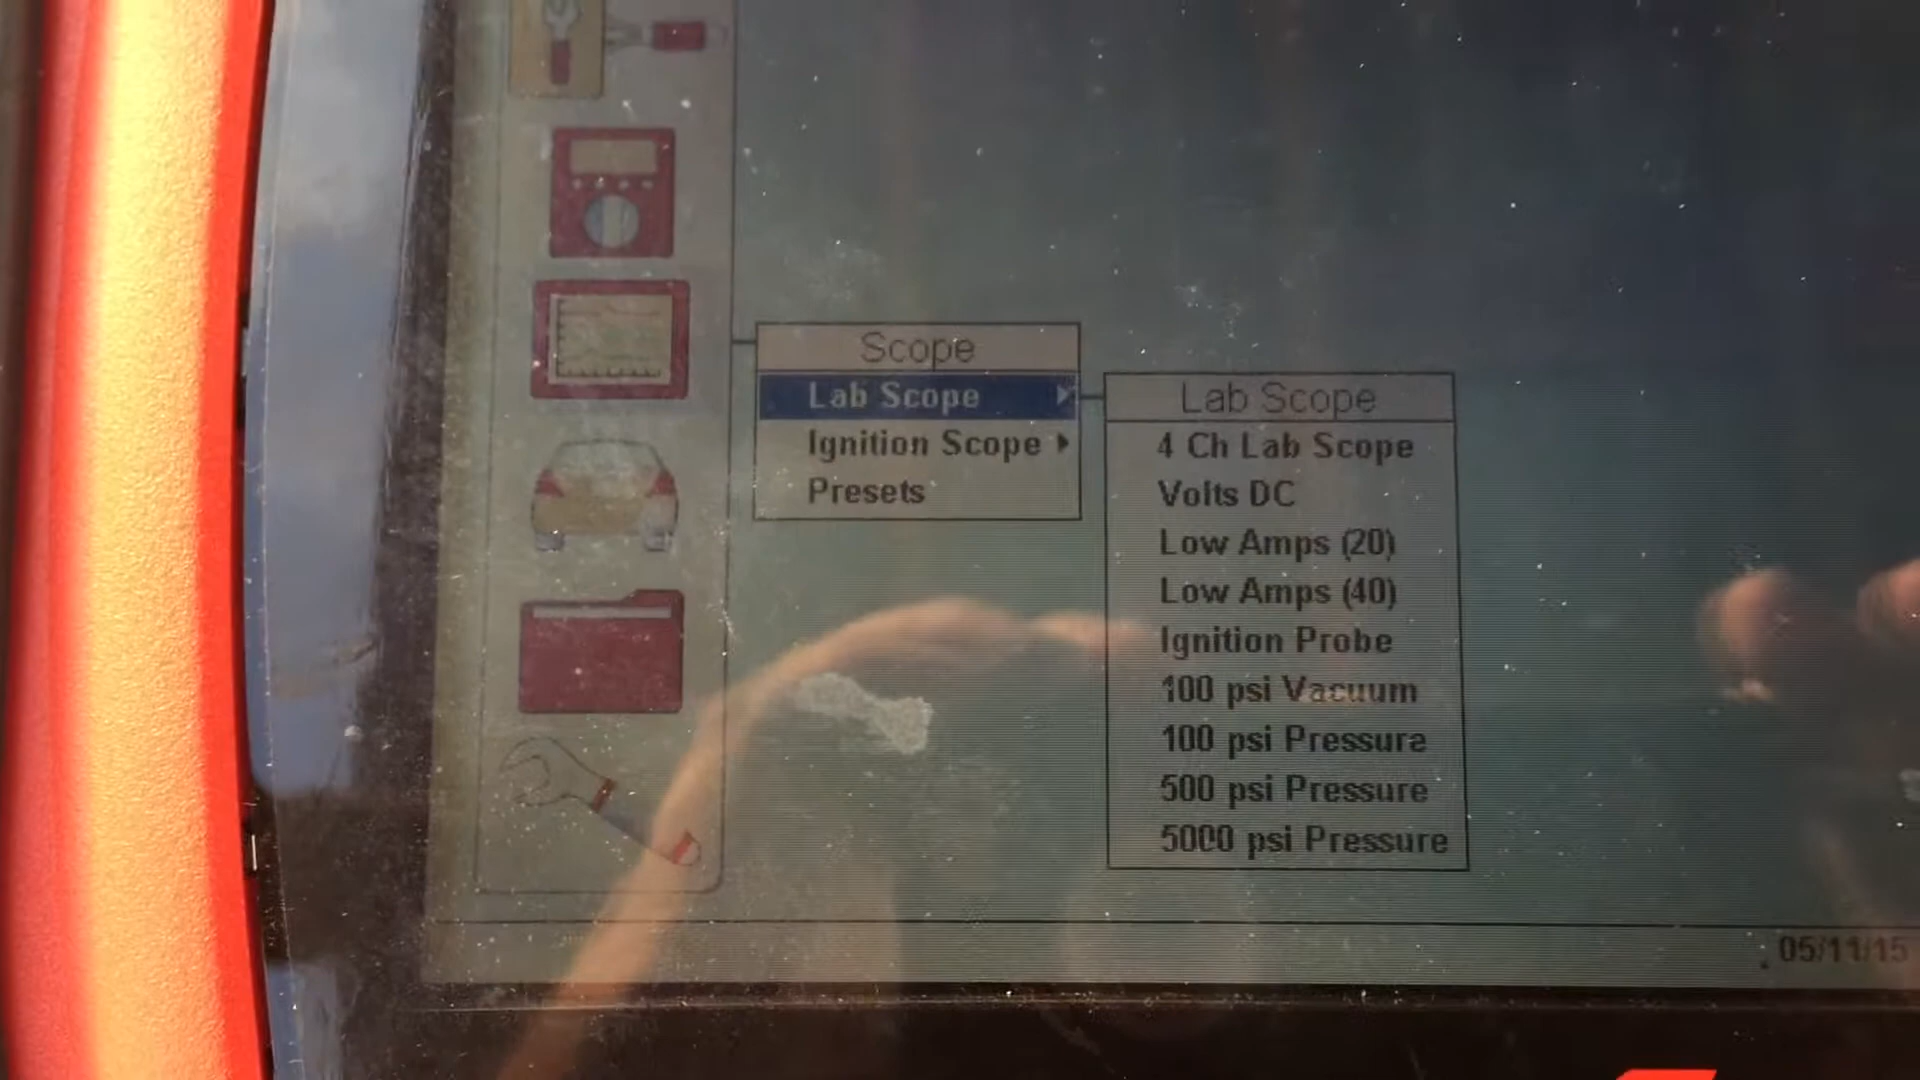 Scope
Lab Scope
Ignition Scope
Presets
Lab Scope
4 Ch Lab Scope
Volts DC
Low Amps (20)
Low Amps (40)
Ignition Probe
100 psi Vacuum
100 psi Pressure
500 psi Pressure
5000 psi Pressure
05/11/15